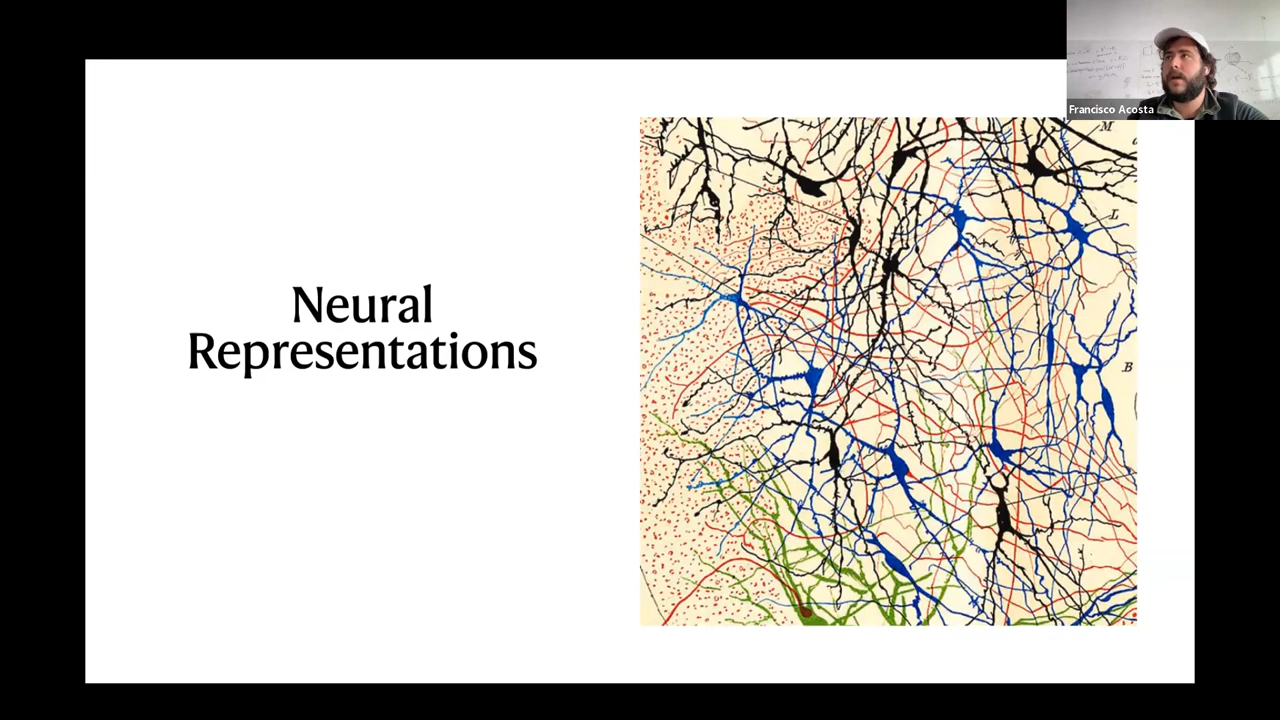 Neural
Representations
Francisco Acosta
M
L
B